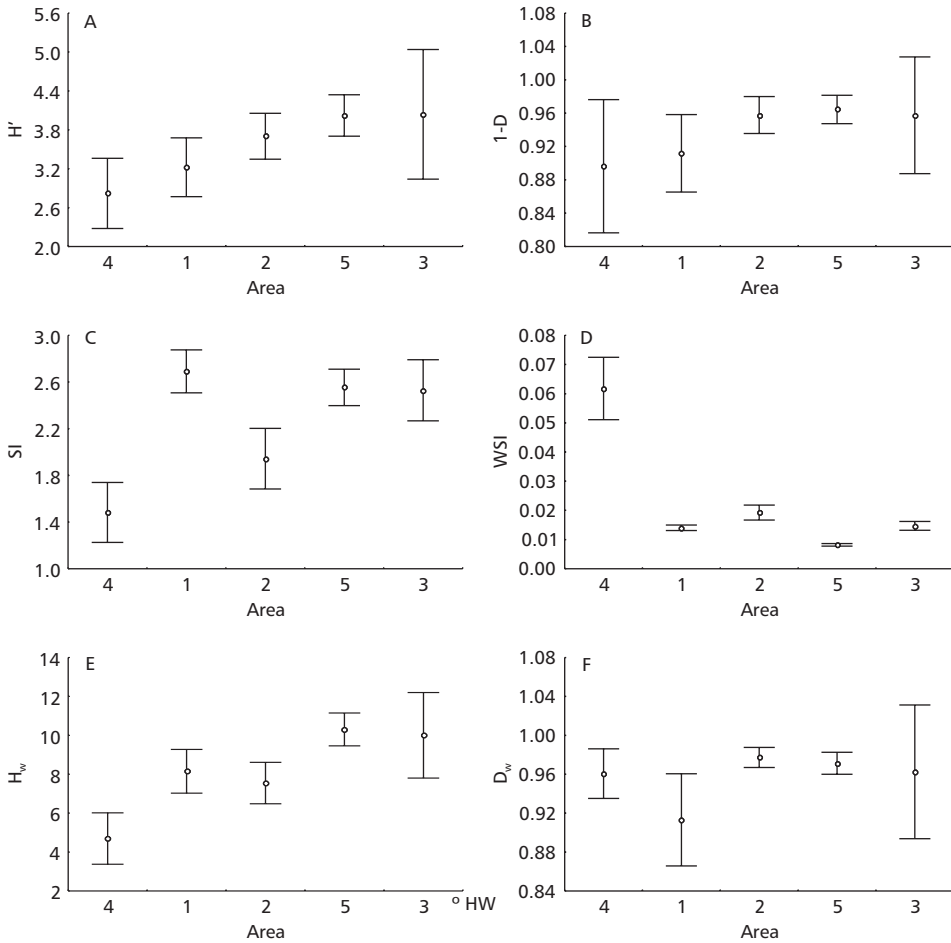 A
H'
5.6
5.0
4.4
3.8
3.2
2.6
2.0
4 1 2 5 3
Area
B
1-D
1.08
1.04
1.00
0.96
0.92
0.88
0.84
0.80
4 1 2 5 3
Area
C
SI
3.0
2.6
2.2
1.8
1.4
1.0
4 1 2 5 3
Area
D
WSI
0.08
0.07
0.06
0.05
0.04
0.03
0.02
0.01
0.00
4 1 2 5 3
Area
E
Hw
14
12
10
8
6
4
2
4 1 2 5 3
Area
° HW
F
Dw
1.08
1.04
1.00
0.96
0.92
0.88
0.84
4 1 2 5 3
Area